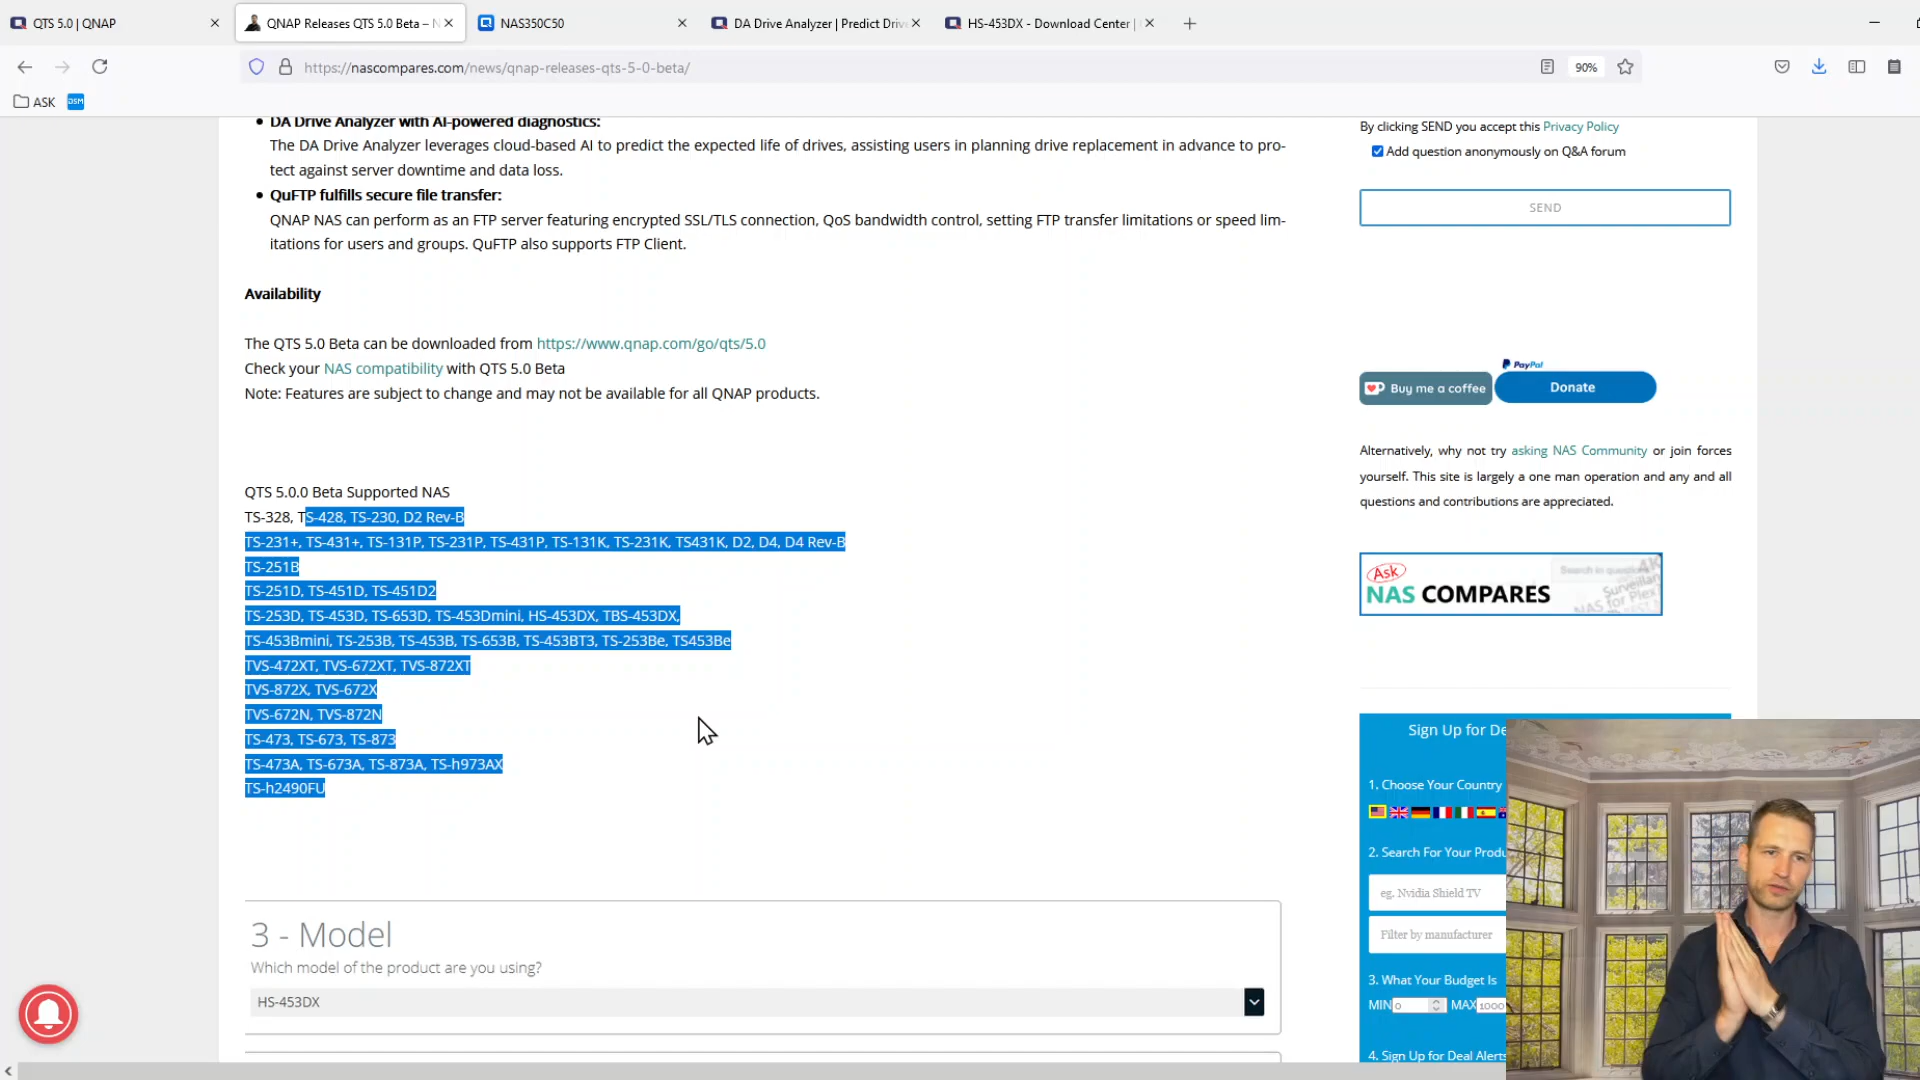 QTS 5.0 | QNAP
QNAP Releases QTS 5.0 Beta – N
NAS350C50
DA Drive Analyzer | Predict Driv
HS-453DX - Download Center |
https://nascompares.com/news/qnap-releases-qts-5-0-beta/
90%
ASK
DSM
DA Drive Analyzer with AI-powered diagnostics:
The DA Drive Analyzer leverages cloud-based AI to predict the expected life of drives, assisting users in planning drive replacement in advance to pro-
tect against server downtime and data loss.
QuFTP fulfills secure file transfer:
QNAP NAS can perform as an FTP server featuring encrypted SSL/TLS connection, QoS bandwidth control, setting FTP transfer limitations or speed lim-
itations for users and groups. QuFTP also supports FTP Client.
Availability
The QTS 5.0 Beta can be downloaded from https://www.qnap.com/go/qts/5.0
Check your NAS compatibility with QTS 5.0 Beta
Note: Features are subject to change and may not be available for all QNAP products.
QTS 5.0.0 Beta Supported NAS
TS-328, TS-428, TS-230, D2 Rev-B
TS-231+, TS-431+, TS-131P, TS-231P, TS-431P, TS-131K, TS-231K, TS431K, D2, D4, D4 Rev-B
TS-251B
TS-251D, TS-451D, TS-451D2
TS-253D, TS-453D, TS-653D, TS-453Dmini, HS-453DX, TBS-453DX,
TS-453Bmini, TS-253B, TS-453B, TS-653B, TS-453BT3, TS-253Be, TS453Be
TVS-472XT, TVS-672XT, TVS-872XT
TVS-872X, TVS-672X
TVS-672N, TVS-872N
TS-473, TS-673, TS-873
TS-473A, TS-673A, TS-873A, TS-h973AX
TS-h2490FU
3 - Model
Which model of the product are you using?
HS-453DX
By clicking SEND you accept this Privacy Policy
Add question anonymously on Q&A forum
SEND
PayPal
Buy me a coffee
Donate
Alternatively, why not try asking NAS Community or join forces
yourself. This site is largely a one man operation and any and all
questions and contributions are appreciated.
Ask
NAS COMPARES
Search in questions
4K
Surveillan
NAS for Plex
Sign Up for De
1. Choose Your Country
2. Search For Your Produ
eg. Nvidia Shield TV
Filter by manufacturer
3. What Your Budget Is
MIN 0 MAX 1000
4. Sign Up for Deal Alerts